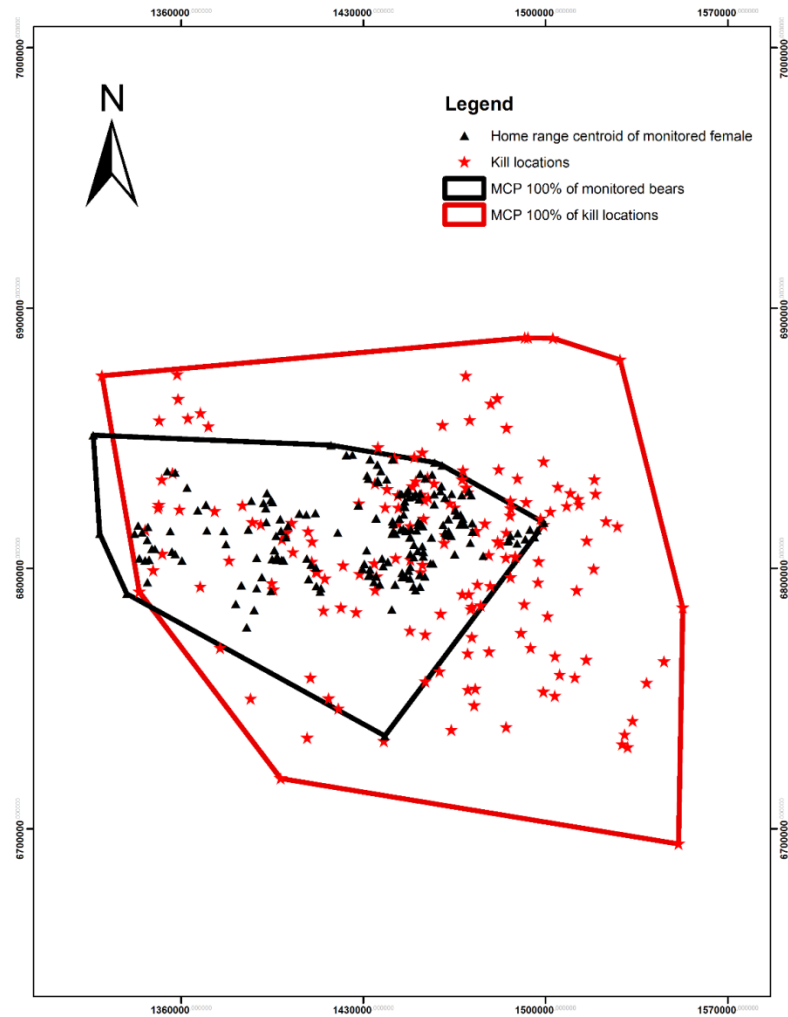 1360000 1430000 1500000 1570000
7000000 7000000
N
Legend
Home range centroid of monitored female
Kill locations
MCP 100% of monitored bears
MCP 100% of kill locations
6900000 6900000
6800000 6800000
6700000 6700000
1360000 1430000 1500000 1570000